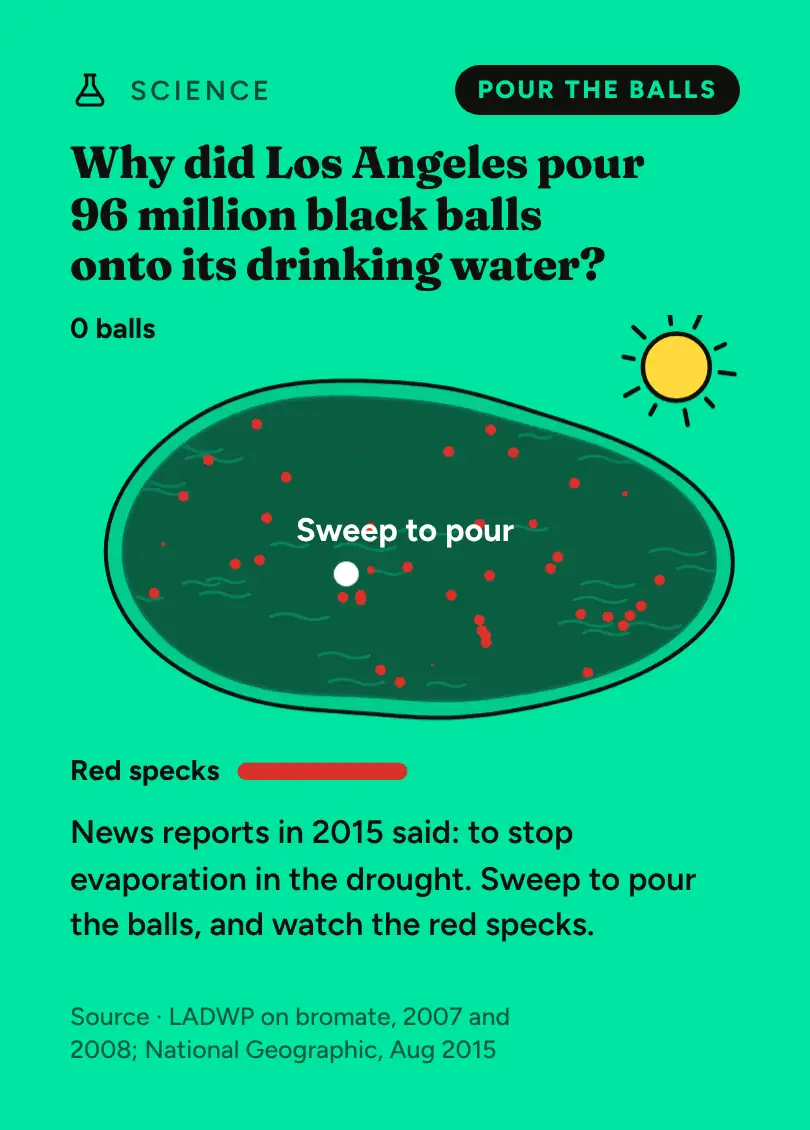 SCIENCE
POUR THE BALLS
Why did Los Angeles pour
96 million black balls
onto its drinking water?
0 balls
Sweep to pour
Red specks
News reports in 2015 said: to stop
evaporation in the drought. Sweep to pour
the balls, and watch the red specks.
Source · LADWP on bromate, 2007 and
2008; National Geographic, Aug 2015